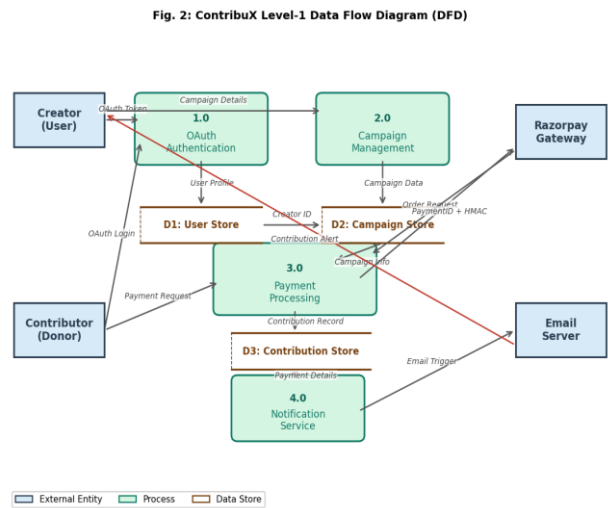 Fig. 2: ContribuX Level-1 Data Flow Diagram (DFD)
Creator
(User)
OAuth Token
Campaign Details
1.0
OAuth
Authentication
2.0
Campaign
Management
Razorpay
Gateway
User Profile
Campaign Data
Order Request
PaymentID + HMAC
D1: User Store
Creator ID
D2: Campaign Store
OAuth Login
Contribution Alert
Campaign Info
3.0
Payment
Processing
Payment Request
Contributor
(Donor)
Contribution Record
Email
Server
D3: Contribution Store
Email Trigger
Payment Details
4.0
Notification
Service
External Entity
Process
Data Store